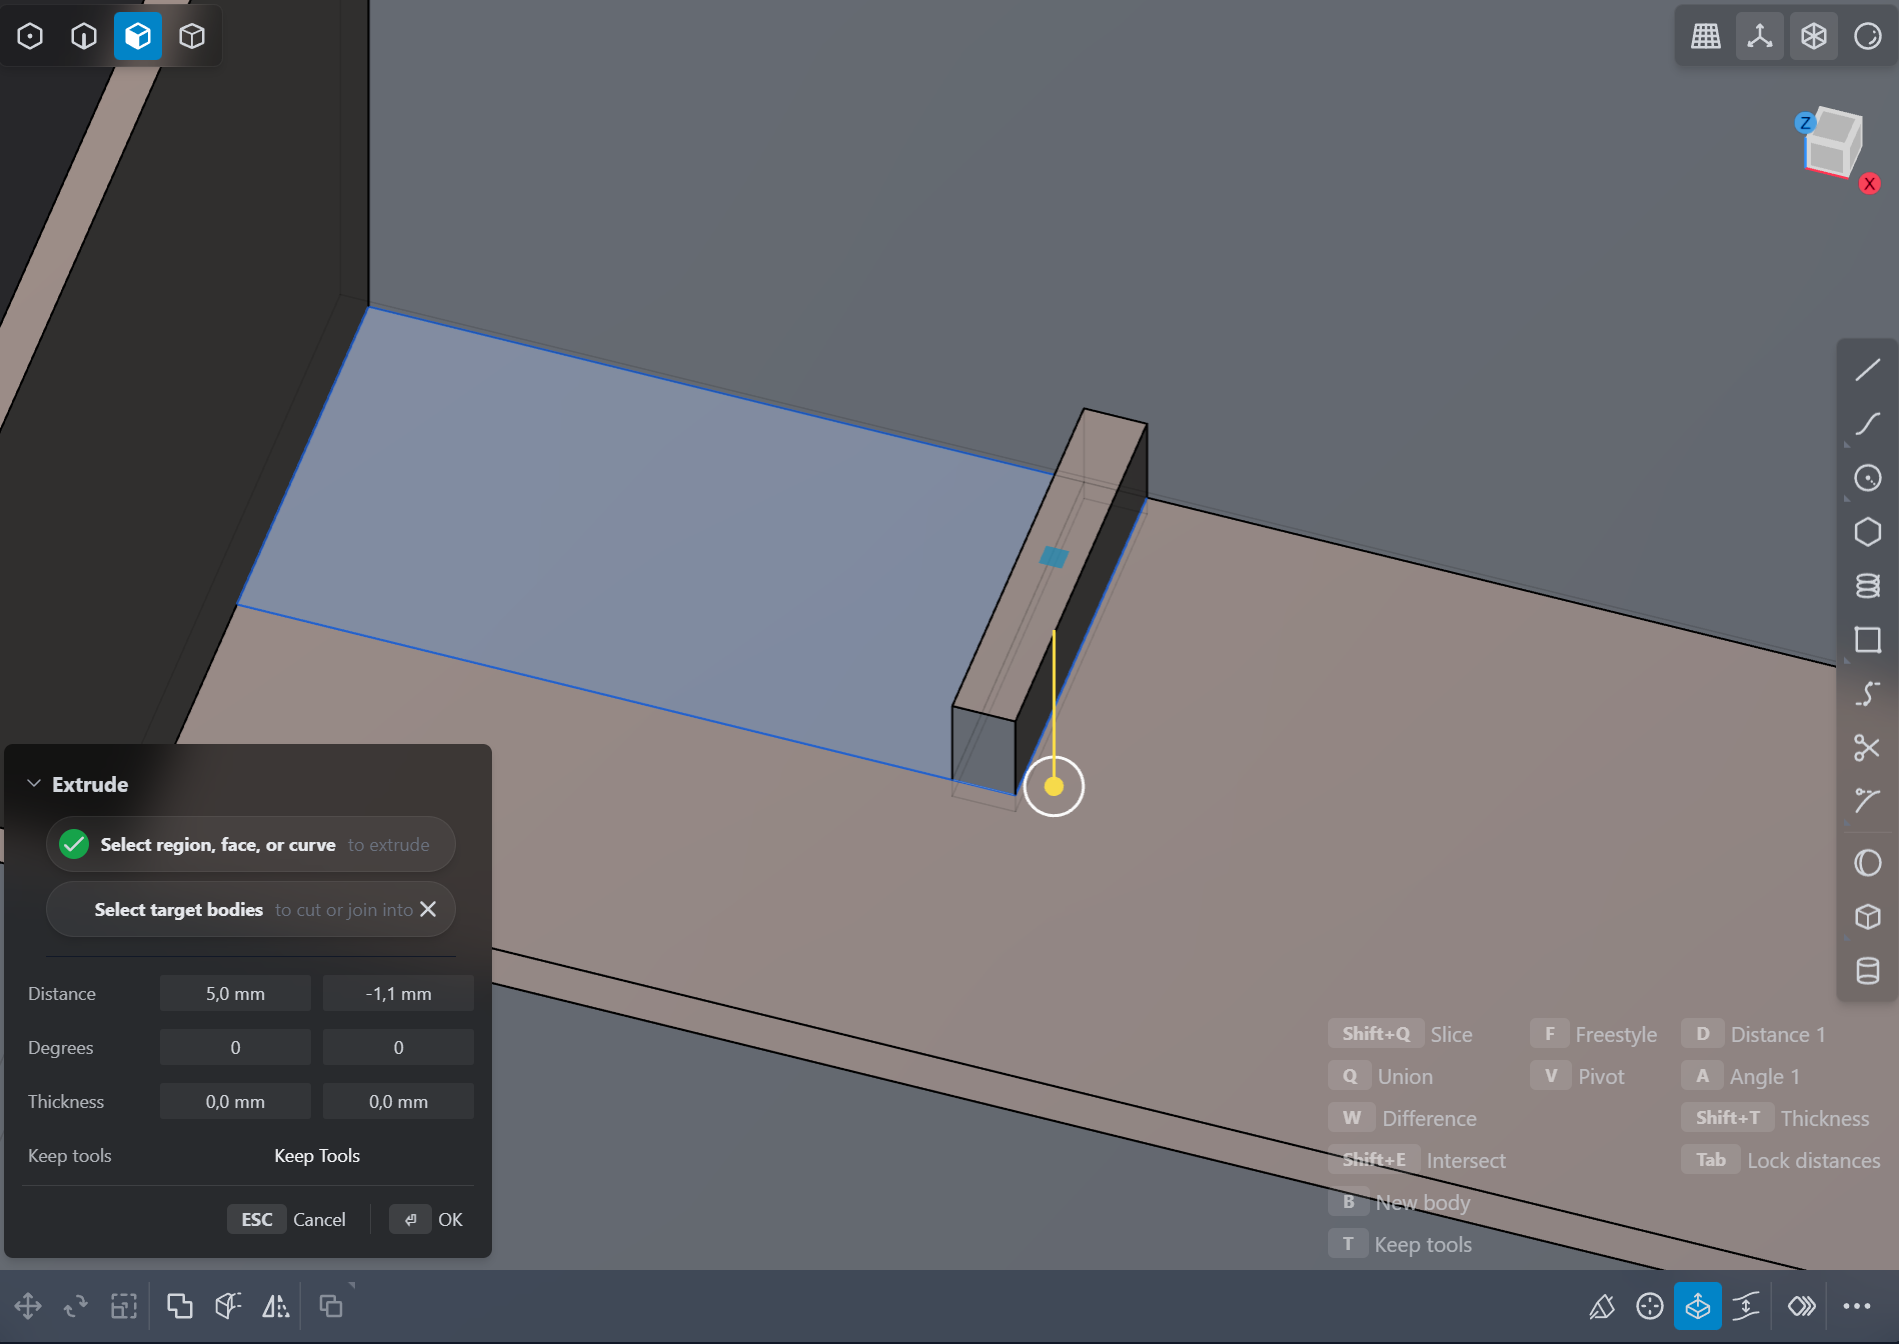 Z
X
Extrude
Select region, face, or curve to extrude
Select target bodies to cut or join into
Distance 5,0 mm -1,1 mm
Degrees 0 0
Thickness 0,0 mm 0,0 mm
Keep tools Keep Tools
ESC Cancel OK
Shift+Q Slice F Freestyle D Distance 1
Q Union V Pivot A Angle 1
W Difference Shift+T Thickness
Shift+E Intersect Tab Lock distances
B New body
T Keep tools